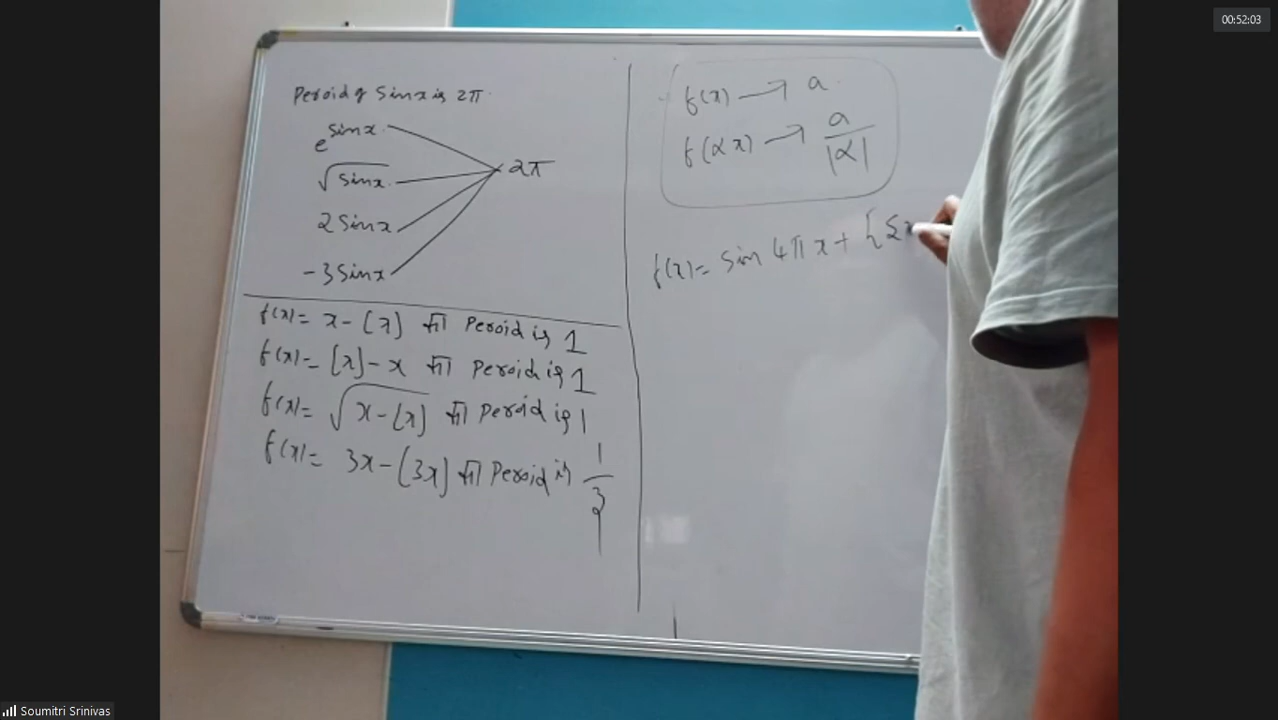 00:52:03
Peroid of Sinx is 2π.
e^sinx
√sinx
2 Sinx
-3 Sinx
2π
f(x)= x-[x] का Peroid is 1
f(x)= [x]-x का Peroid is 1
f(x)= √x-[x] का Peroid is 1
f(x)= 3x-[3x] का Peroid is 1/3
f(x) → a
f(αx) → a/|α|
f(x)= Sin 4πx +
Soumitri Srinivas